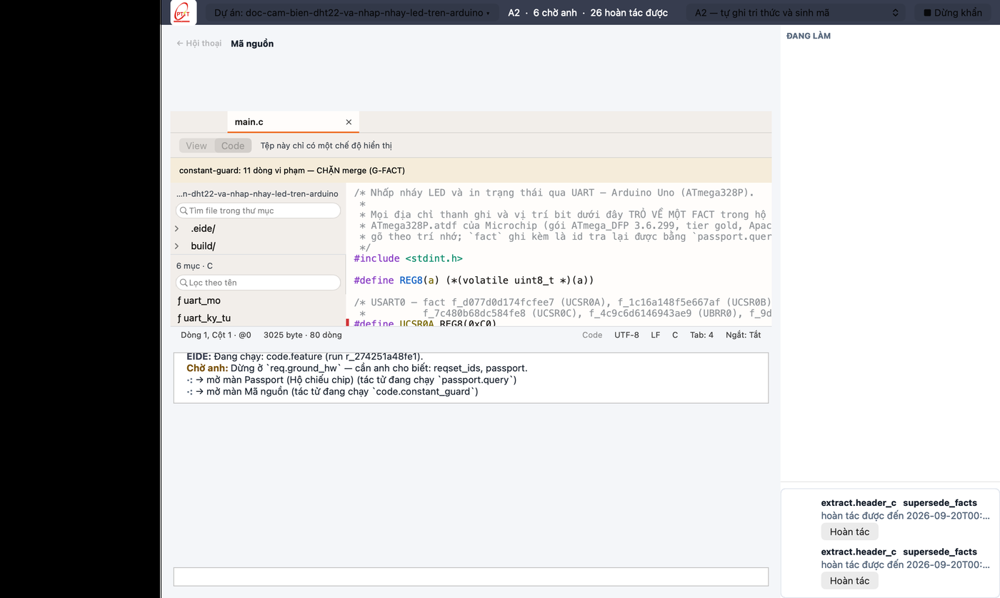 PTIT
Dự án: doc-cam-bien-dht22-va-nhap-nhay-led-tren-arduino
A2 · 6 chờ anh · 26 hoàn tác được
A2 — tự ghi tri thức và sinh mã
Dừng khẩn
← Hội thoại Mã nguồn
ĐANG LÀM
main.c ×
View Code Tệp này chỉ có một chế độ hiển thị
constant-guard: 11 dòng vi phạm — CHẶN merge (G-FACT)
...n-dht22-va-nhap-nhay-led-tren-arduino
Tìm file trong thư mục
> .eide/
> build/
6 mục · C
Lọc theo tên
ƒ uart_mo
ƒ uart_ky_tu
/* Nhấp nháy LED và in trạng thái qua UART — Arduino Uno (ATmega328P).
*
* Mọi địa chỉ thanh ghi và vị trí bit dưới đây TRỎ VỀ MỘT FACT trong hộ
* ATmega328P.atdf của Microchip (gói ATmega_DFP 3.6.299, tier gold, Apac
* gõ theo trí nhớ; `fact` ghi kèm là id tra lại được bằng `passport.quer
*/
#include <stdint.h>
#define REG8(a) (*(volatile uint8_t *)(a))
/* USART0 — fact f_d077d0d174fcfee7 (UCSR0A), f_1c16a148f5e667af (UCSR0B)
* f_7c480b68dc584fe8 (UCSR0C), f_4c9c6d6146943ae9 (UBRR0), f_9d
#define UCSR0A REG8(0xC0)
Dòng 1, Cột 1 · @0 3025 byte · 80 dòng
Code UTF-8 LF C Tab: 4 Ngắt: Tắt
EIDE: Đang chạy: code.feature (run r_274251a48fe1).
Chờ anh: Dừng ở `req.ground_hw` — cần anh cho biết: reqset_ids, passport.
·: → mở màn Passport (Hộ chiếu chip) (tác tử đang chạy `passport.query`)
·: → mở màn Mã nguồn (tác tử đang chạy `code.constant_guard`)
extract.header_c supersede_facts
hoàn tác được đến 2026-09-20T00:...
Hoàn tác
extract.header_c supersede_facts
hoàn tác được đến 2026-09-20T00:...
Hoàn tác